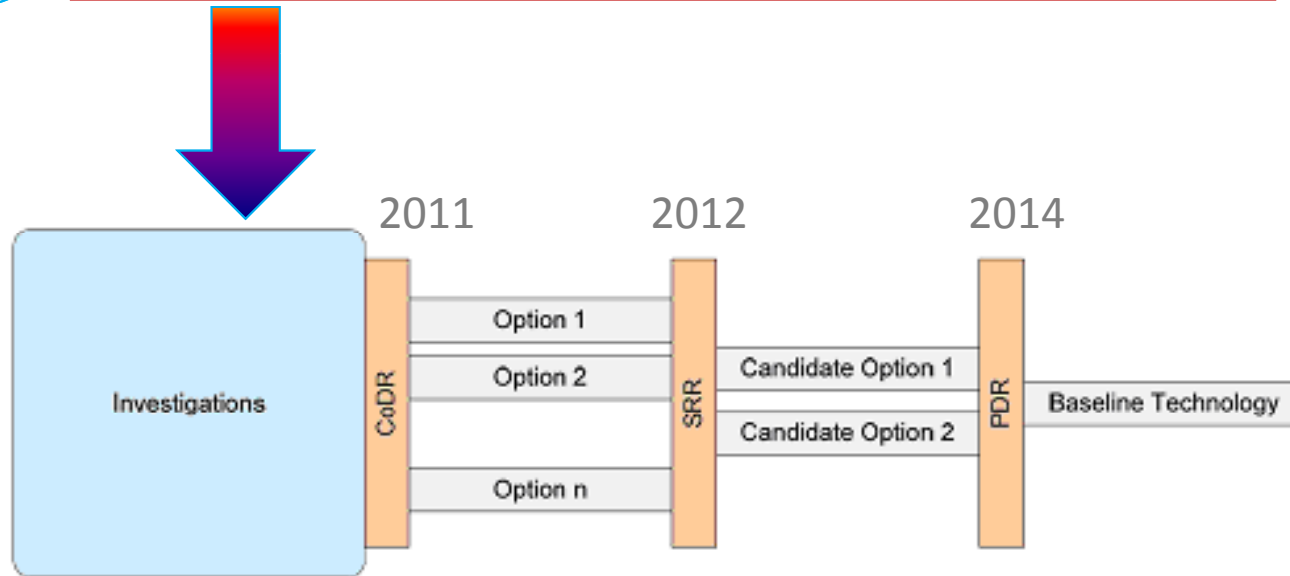 2011
2012
2014
Investigations
CoDR
Option 1
Option 2
Option n
SRR
Candidate Option 1
Candidate Option 2
PDR
Baseline Technology